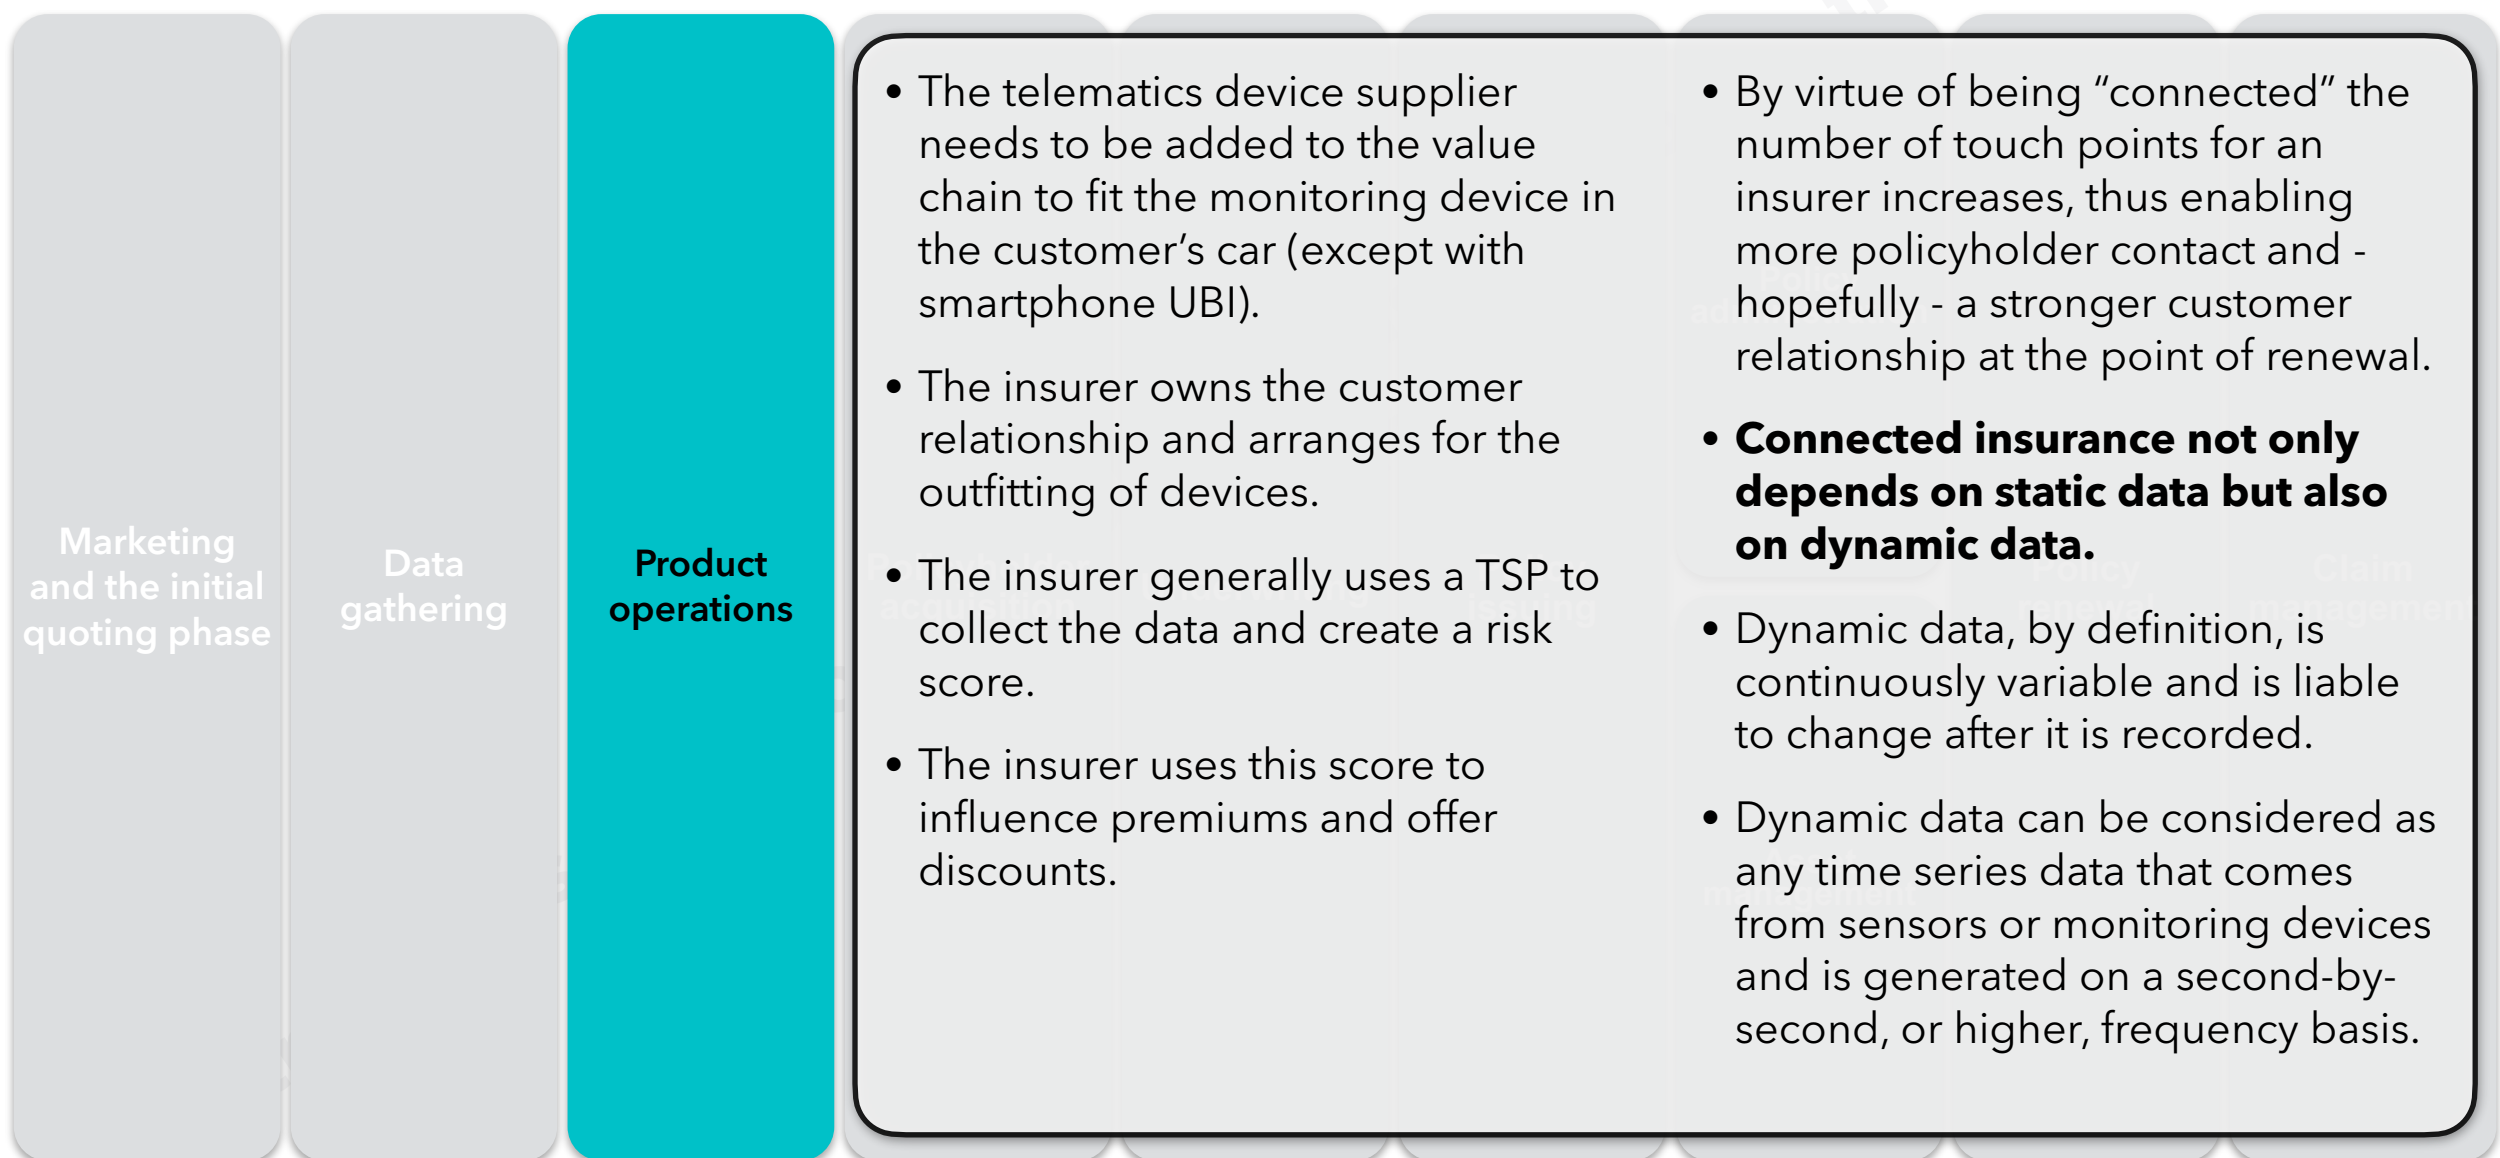 Marketing
and the initial
quoting phase
Data
gathering
Product
operations
• The telematics device supplier
needs to be added to the value
chain to fit the monitoring device in
the customer’s car (except with
smartphone UBI).
• The insurer owns the customer
relationship and arranges for the
outfitting of devices.
• The insurer generally uses a TSP to
collect the data and create a risk
score.
• The insurer uses this score to
influence premiums and offer
discounts.
• By virtue of being “connected” the
number of touch points for an
insurer increases, thus enabling
more policyholder contact and -
hopefully - a stronger customer
relationship at the point of renewal.
• Connected insurance not only
depends on static data but also
on dynamic data.
• Dynamic data, by definition, is
continuously variable and is liable
to change after it is recorded.
• Dynamic data can be considered as
any time series data that comes
from sensors or monitoring devices
and is generated on a second-by-
second, or higher, frequency basis.
Policy
Claim
management
management